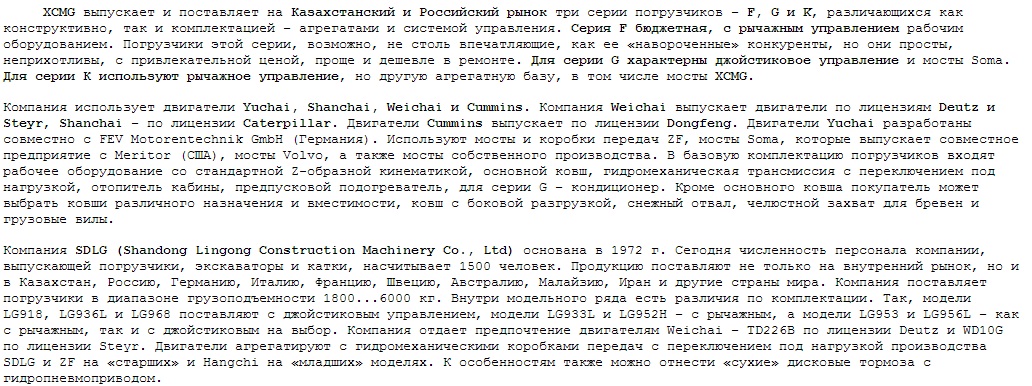 XCMG выпускает и поставляет на Казахстанский и Российский рынок три серии погрузчиков – F, G и K, различающихся как
конструктивно, так и комплектацией – агрегатами и системой управления. Серия F бюджетная, с рычажным управлением рабочим
оборудованием. Погрузчики этой серии, возможно, не столь впечатляющие, как ее «навороченные» конкуренты, но они просты,
неприхотливы, с привлекательной ценой, проще и дешевле в ремонте. Для серии G характерны джойстиковое управление и мосты Soma.
Для серии K используют рычажное управление, но другую агрегатную базу, в том числе мосты XCMG.

Компания использует двигатели Yuchai, Shanchai, Weichai и Cummins. Компания Weichai выпускает двигатели по лицензиям Deutz и
Steyr, Shanchai – по лицензии Caterpillar. Двигатели Cummins выпускает по лицензии Dongfeng. Двигатели Yuchai разработаны
совместно с FEV Motorentechnik GmbH (Германия). Используют мосты и коробки передач ZF, мосты Soma, которые выпускает совместное
предприятие с Meritor (США), мосты Volvo, а также мосты собственного производства. В базовую комплектацию погрузчиков входят
рабочее оборудование со стандартной Z-образной кинематикой, основной ковш, гидромеханическая трансмиссия с переключением под
нагрузкой, отопитель кабины, предпусковой подогреватель, для серии G – кондиционер. Кроме основного ковша покупатель может
выбрать ковши различного назначения и вместимости, ковш с боковой разгрузкой, снежный отвал, челюстной захват для бревен и
грузовые вилы.

Компания SDLG (Shandong Lingong Construction Machinery Co., Ltd) основана в 1972 г. Сегодня численность персонала компании,
выпускающей погрузчики, экскаваторы и катки, насчитывает 1500 человек. Продукцию поставляют не только на внутренний рынок, но и
в Казахстан, Россию, Германию, Италию, Францию, Швецию, Австралию, Малайзию, Иран и другие страны мира. Компания поставляет
погрузчики в диапазоне грузоподъемности 1800...6000 кг. Внутри модельного ряда есть различия по комплектации. Так, модели
LG918, LG936L и LG968 поставляют с джойстиковым управлением, модели LG933L и LG952H – с рычажным, а модели LG953 и LG956L – как
с рычажным, так и с джойстиковым на выбор. Компания отдает предпочтение двигателям Weichai – TD226B по лицензии Deutz и WD10G
по лицензии Steyr. Двигатели агрегатируют с гидромеханическими коробками передач с переключением под нагрузкой производства
SDLG и ZF на «старших» и Hangchi на «младших» моделях. К особенностям также можно отнести «сухие» дисковые тормоза с
гидропневмоприводом.